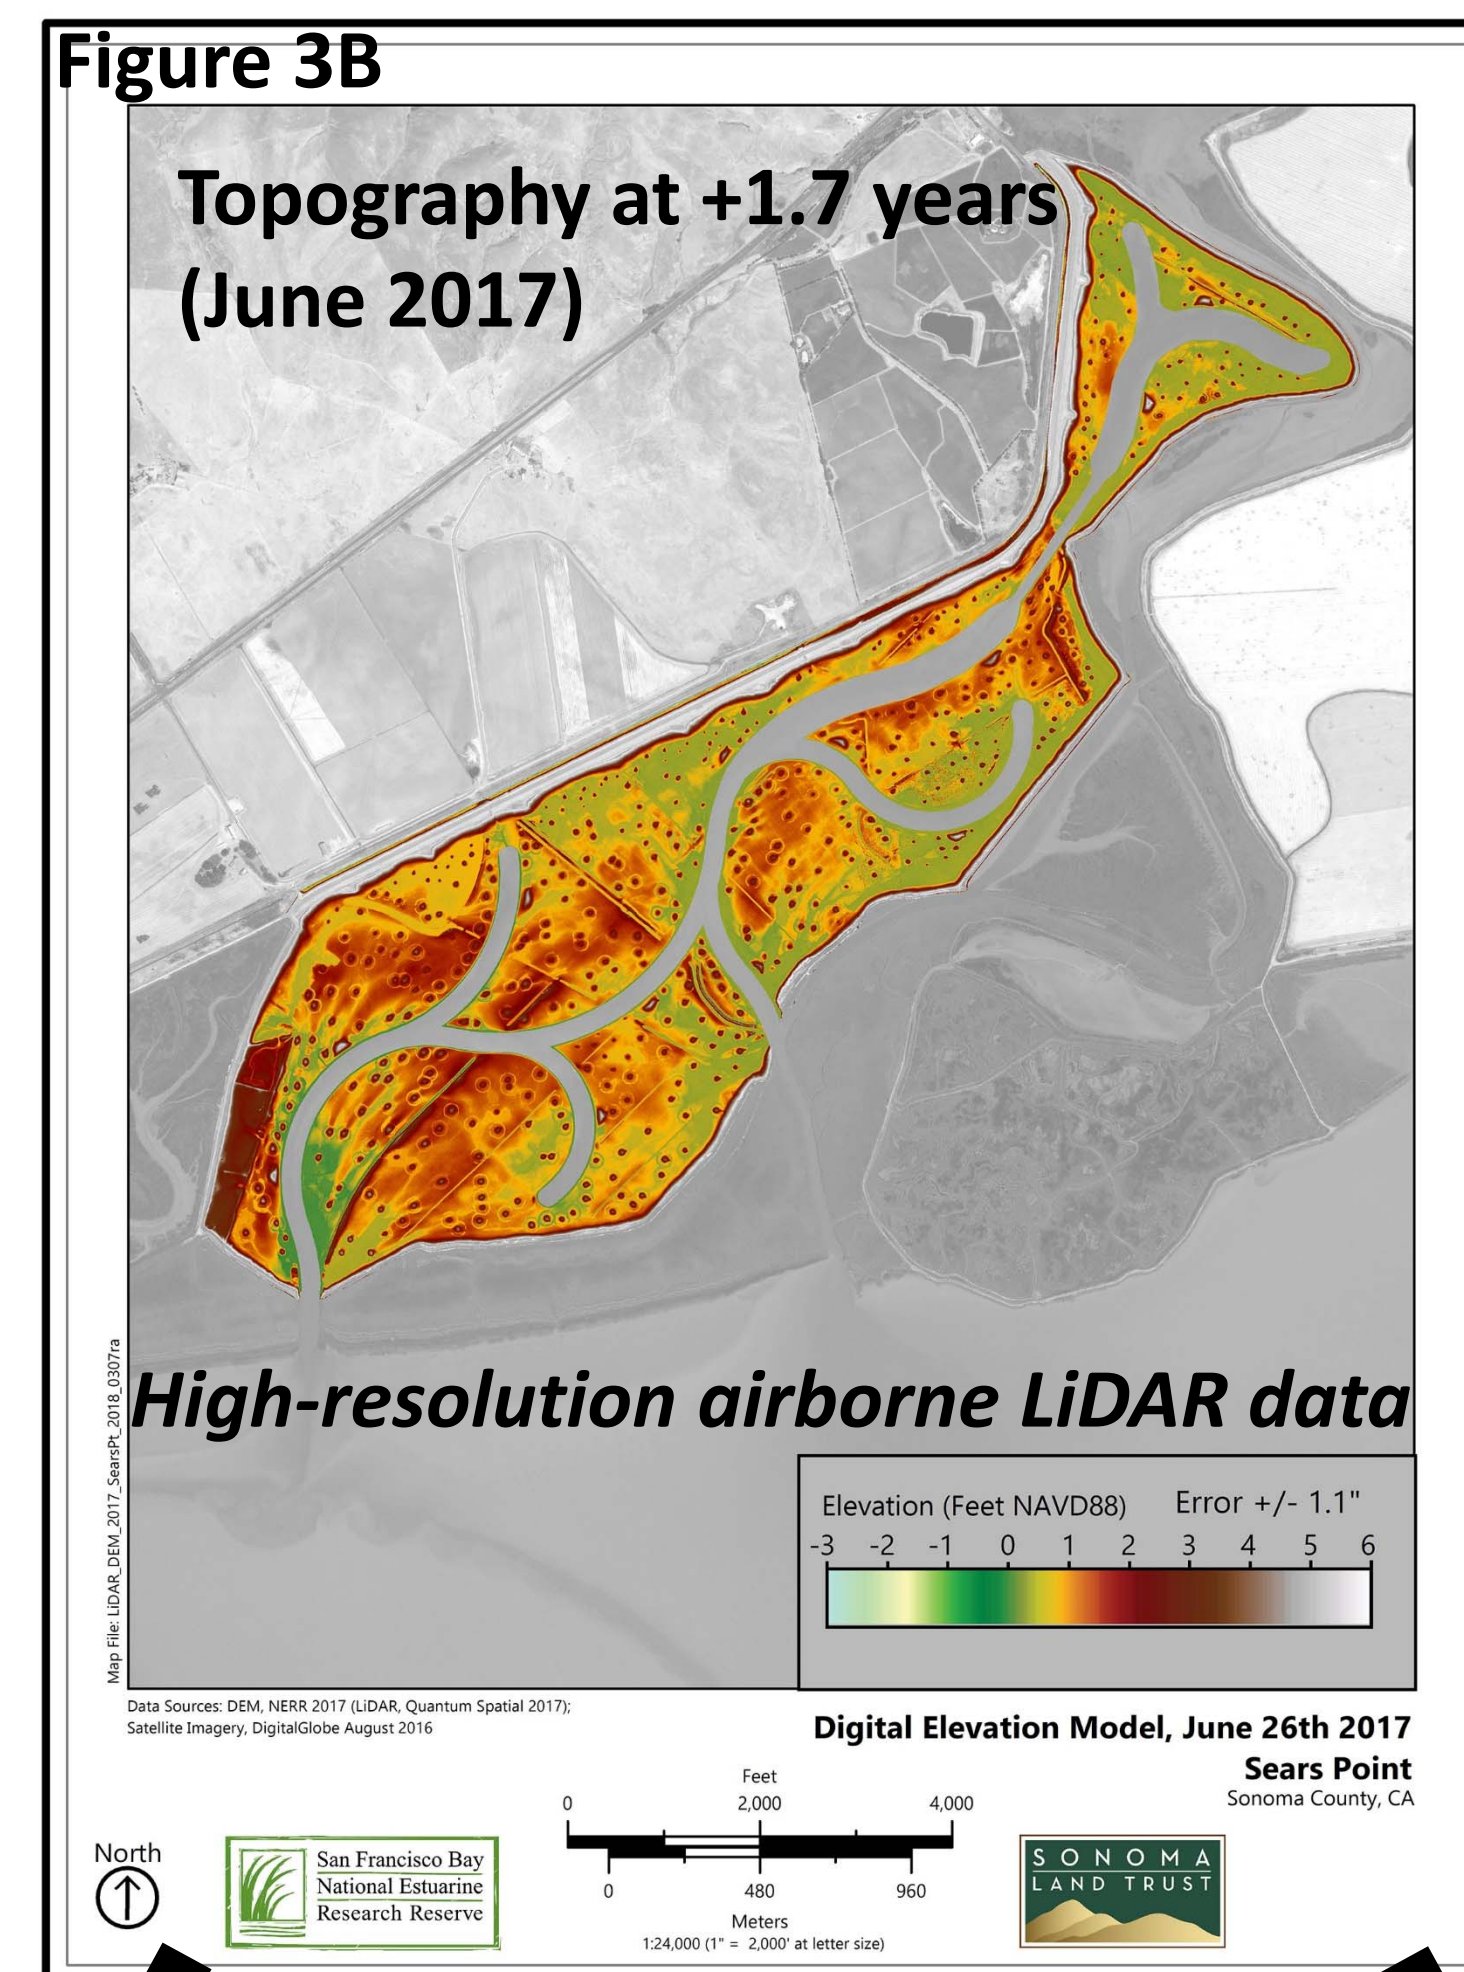 Figure 3B
Topography at +1.7 years
(June 2017)
High-resolution airborne LiDAR data
Map File: LiDAR_DEM_2017_SearsPt_2018_0307ra
Elevation (Feet NAVD88) Error +/- 1.1"
-3 -2 -1 0 1 2 3 4 5 6
Data Sources: DEM, NERR 2017 (LiDAR, Quantum Spatial 2017);
Satellite Imagery, DigitalGlobe August 2016
Digital Elevation Model, June 26th 2017
Sears Point
Sonoma County, CA
North
San Francisco Bay
National Estuarine
Research Reserve
Feet
0 2,000 4,000
0 480 960
Meters
1:24,000 (1" = 2,000' at letter size)
SONOMA
LAND TRUST